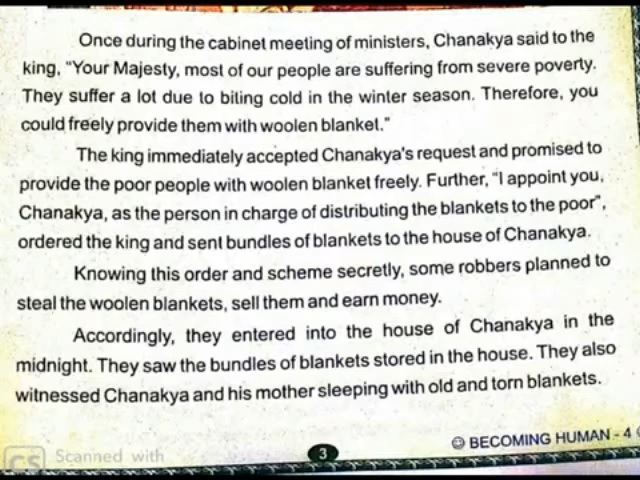 Once during the cabinet meeting of ministers, Chanakya said to the
king, "Your Majesty, most of our people are suffering from severe poverty.
They suffer a lot due to biting cold in the winter season. Therefore, you
could freely provide them with woolen blanket."
The king immediately accepted Chanakya's request and promised to
provide the poor people with woolen blanket freely. Further, "I appoint you,
Chanakya, as the person in charge of distributing the blankets to the poor",
ordered the king and sent bundles of blankets to the house of Chanakya.
Knowing this order and scheme secretly, some robbers planned to
steal the woolen blankets, sell them and earn money.
Accordingly, they entered into the house of Chanakya in the
midnight. They saw the bundles of blankets stored in the house. They also
witnessed Chanakya and his mother sleeping with old and torn blankets.
☺ BECOMING HUMAN - 4
3
CS Scanned with